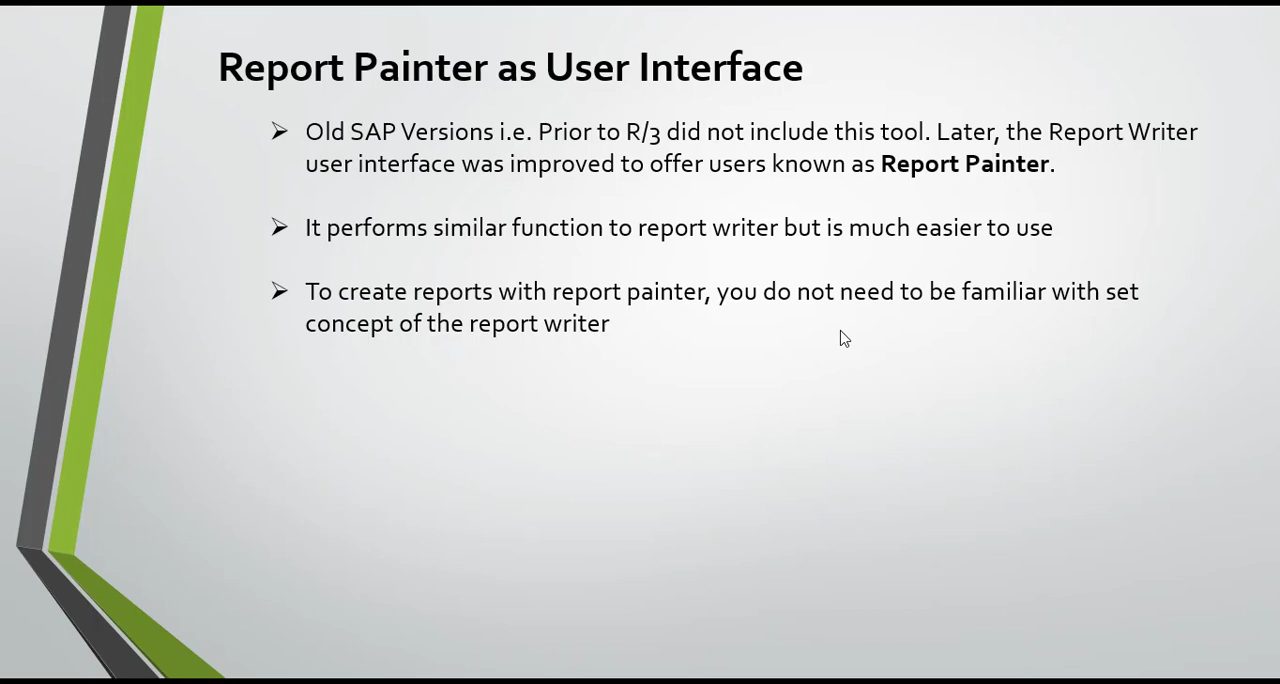 Report Painter as User Interface
➢ Old SAP Versions i.e. Prior to R/3 did not include this tool. Later, the Report Writer
user interface was improved to offer users known as Report Painter.
➢ It performs similar function to report writer but is much easier to use
➢ To create reports with report painter, you do not need to be familiar with set
concept of the report writer